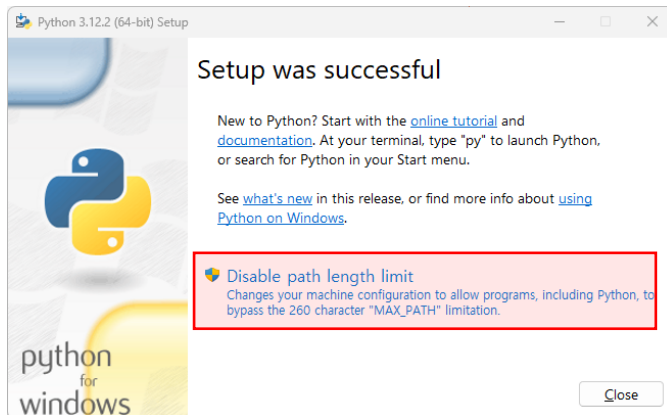 Python 3.12.2 (64-bit) Setup
Setup was successful
New to Python? Start with the online tutorial and
documentation. At your terminal, type "py" to launch Python,
or search for Python in your Start menu.
See what's new in this release, or find more info about using
Python on Windows.
Disable path length limit
Changes your machine configuration to allow programs, including Python, to
bypass the 260 character "MAX_PATH" limitation.
python
for
windows
Close